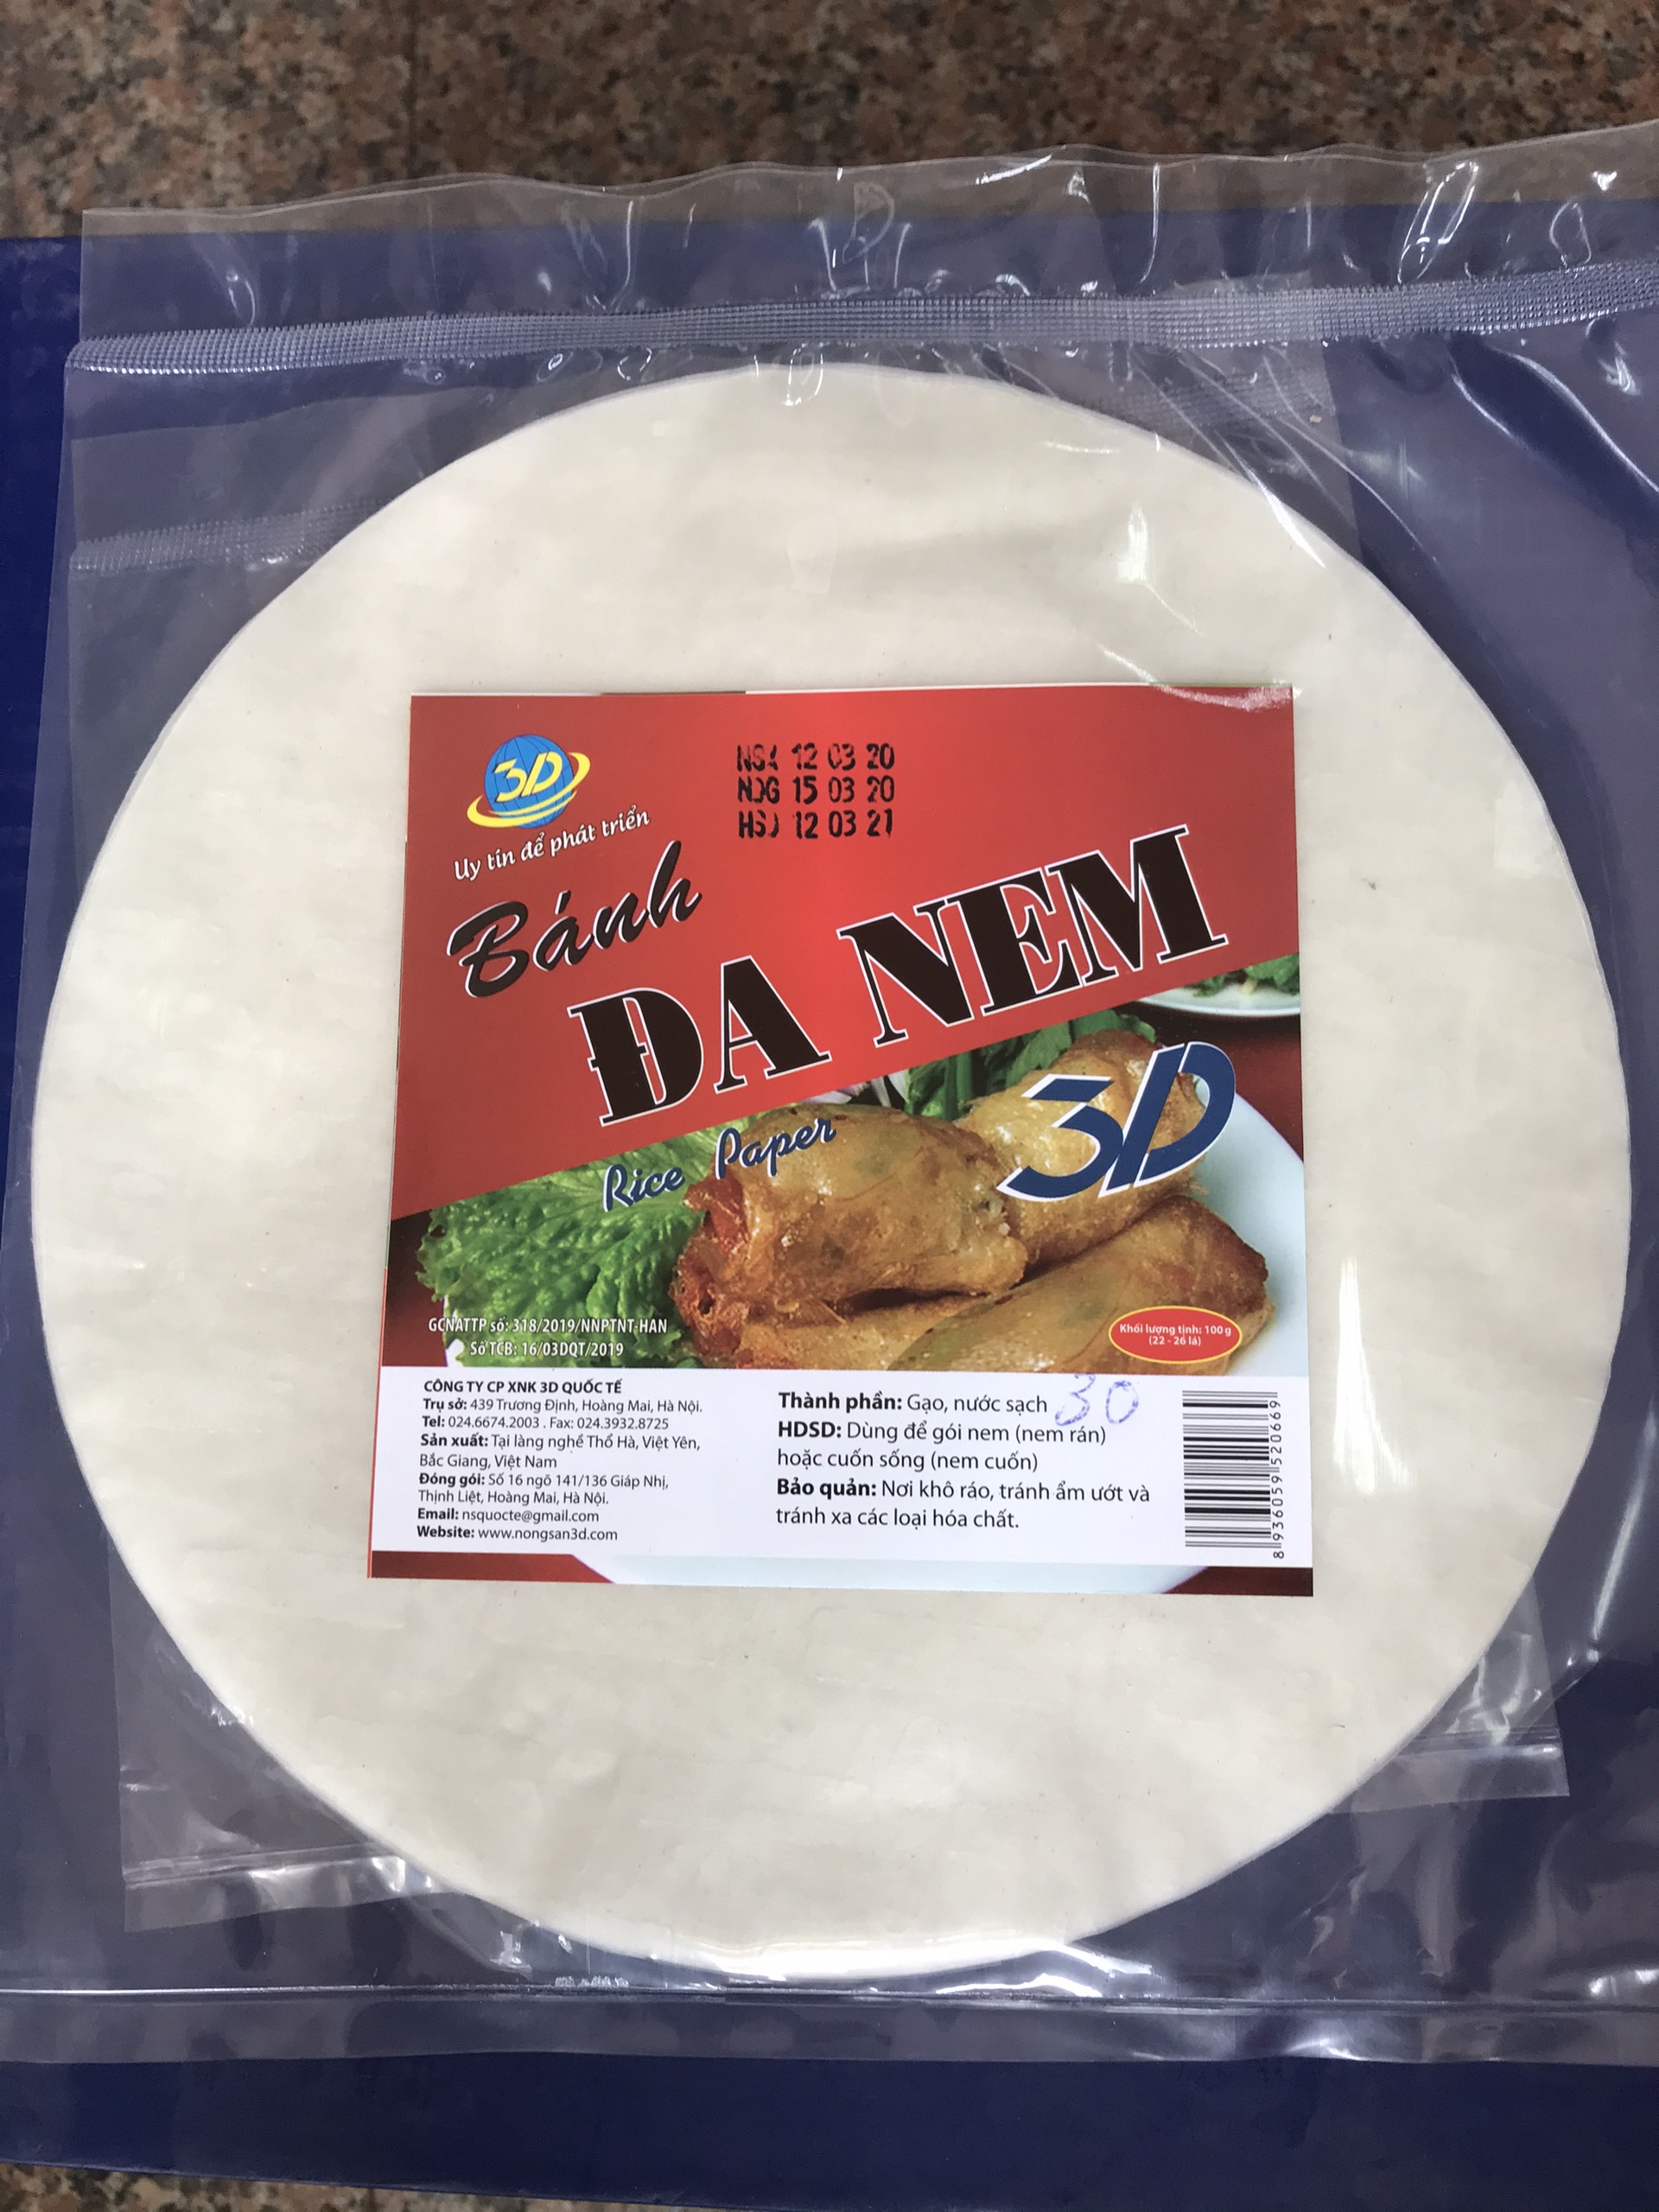 3D
Uy tín để phát triển
NSX 12 03 20
NDG 15 03 20
HSD 12 03 21
Bánh
ĐA NEM
Rice Paper
3D
GCNATTP số: 318/2019/NNPTNT-HAN
Số TCB: 16/03DQT/2019
Khối lượng tịnh: 100g
(22 - 26 lá)
CÔNG TY CP XNK 3D QUỐC TẾ
Trụ sở: 439 Trương Định, Hoàng Mai, Hà Nội.
Tel: 024.6674.2003 . Fax: 024.3932.8725
Sản xuất: Tại làng nghề Thổ Hà, Việt Yên,
Bắc Giang, Việt Nam
Đóng gói: Số 16 ngõ 141/136 Giáp Nhị,
Thịnh Liệt, Hoàng Mai, Hà Nội.
Email: nsquocte@gmail.com
Website: www.nongsan3d.com
Thành phần: Gạo, nước sạch 30
HDSD: Dùng để gói nem (nem rán)
hoặc cuốn sống (nem cuốn)
Bảo quản: Nơi khô ráo, tránh ẩm ướt và
tránh xa các loại hóa chất.
8 936059 520669